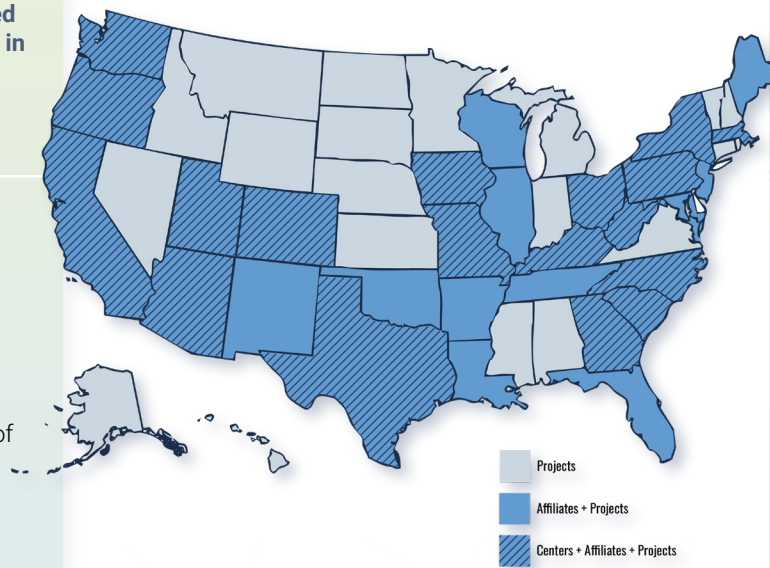 ed
in
of
Projects
Affiliates + Projects
Centers + Affiliates + Projects